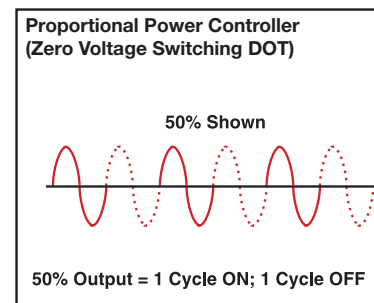 Proportional Power Controller
(Zero Voltage Switching DOT)
50% Shown
50% Output = 1 Cycle ON; 1 Cycle OFF